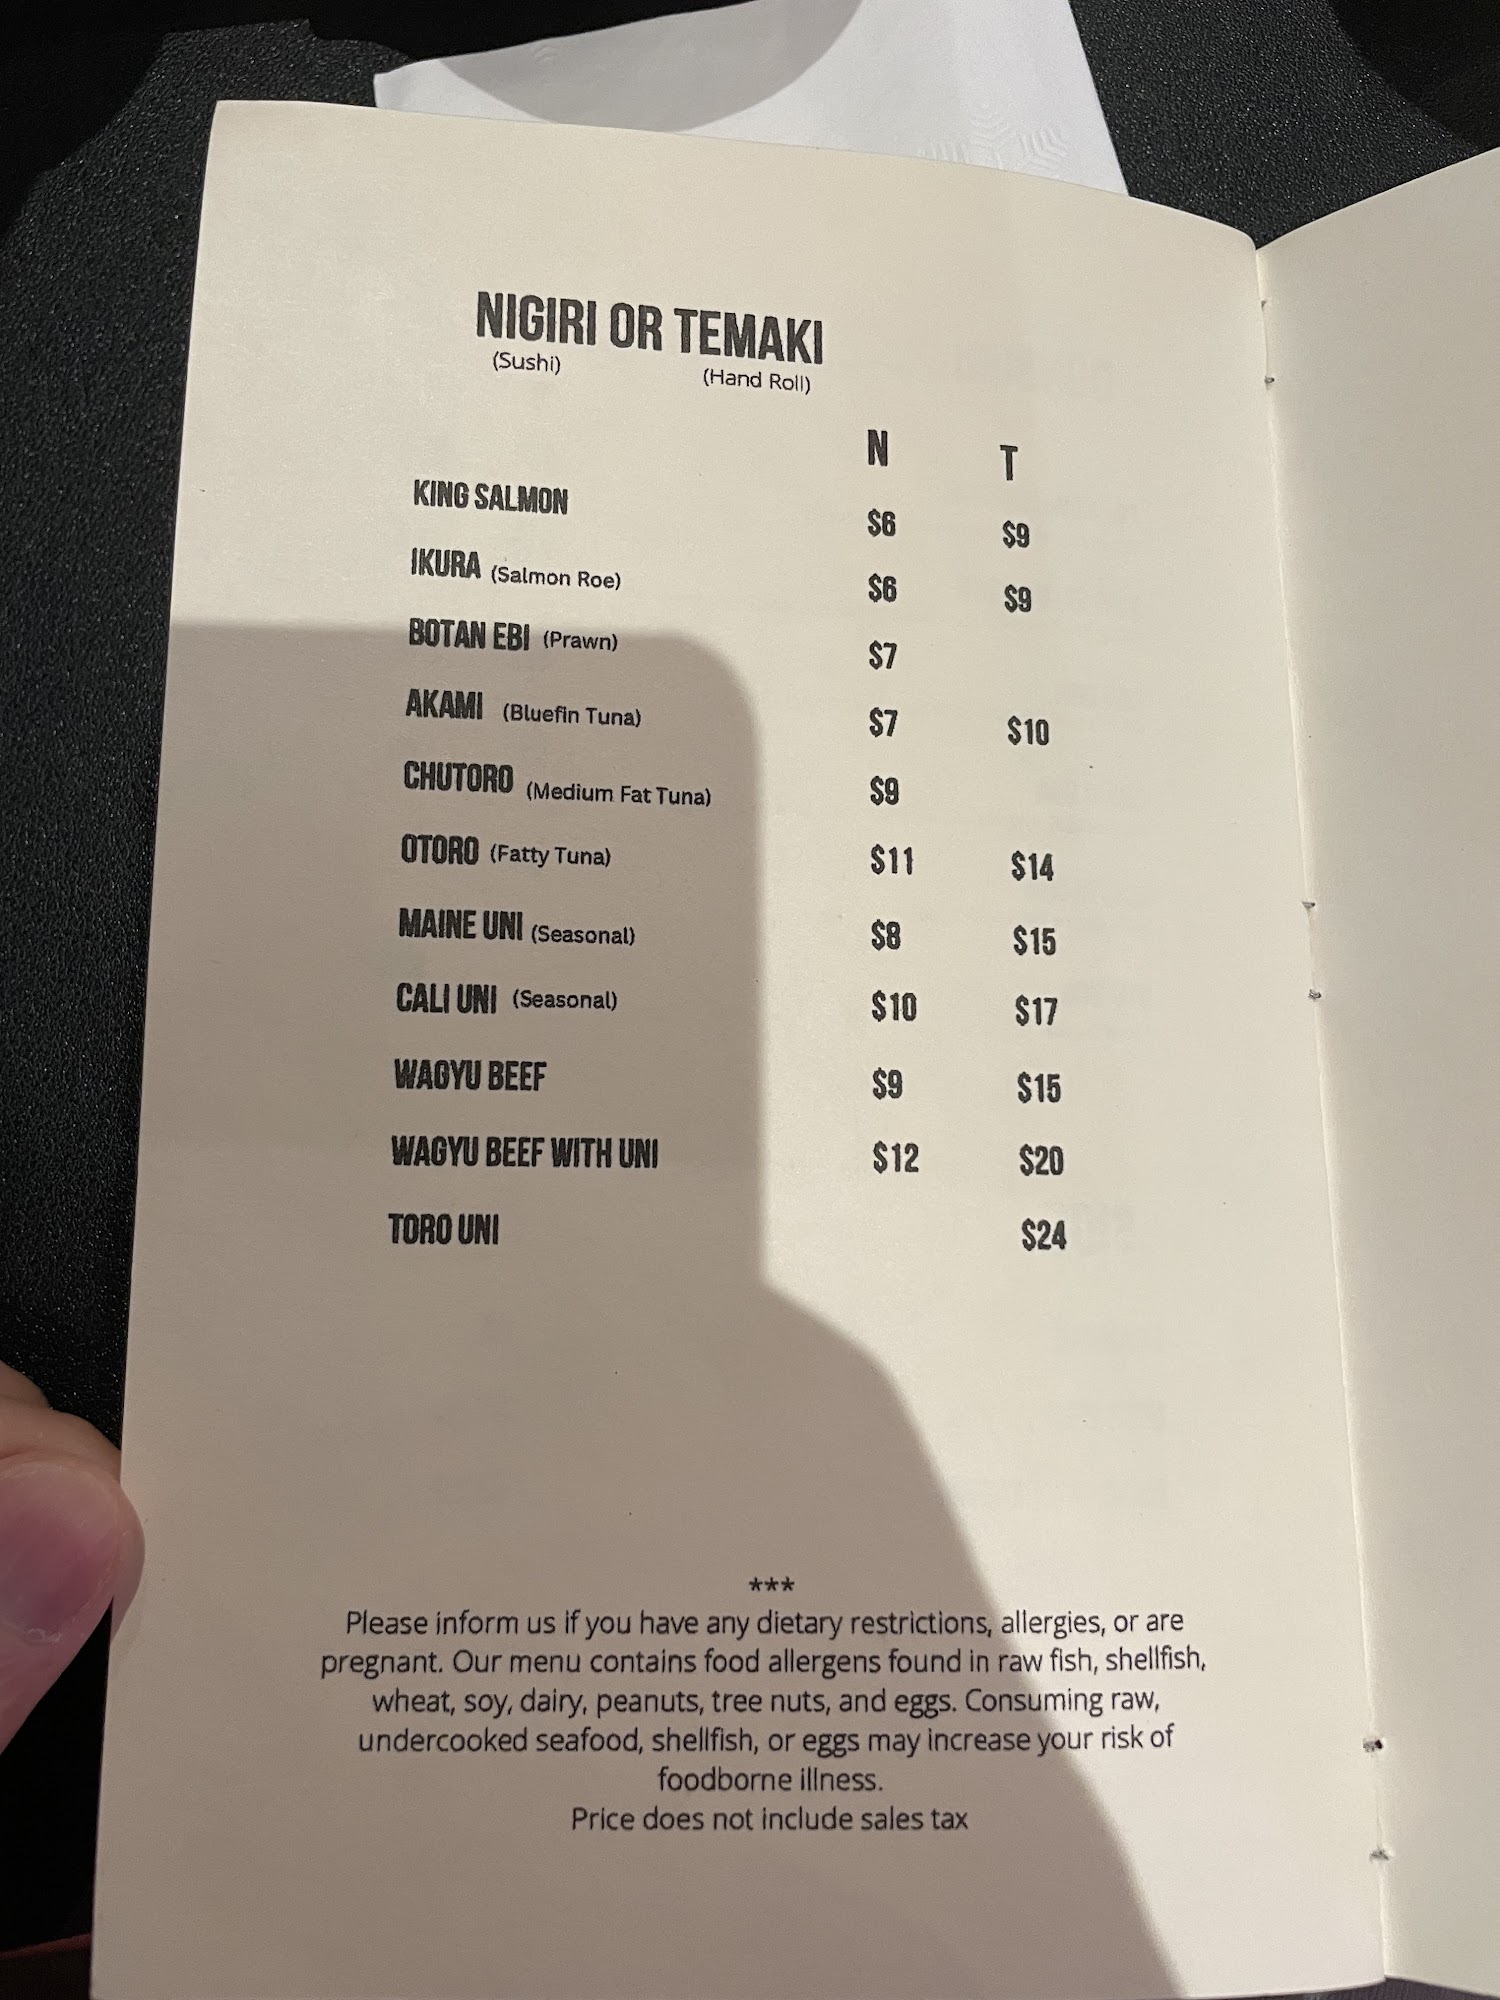 NIGIRI OR TEMAKI
(Sushi) (Hand Roll)
N T
KING SALMON $6 $9
IKURA (Salmon Roe) $6 $9
BOTAN EBI (Prawn) $7
AKAMI (Bluefin Tuna) $7 $10
CHUTORO (Medium Fat Tuna) $9
OTORO (Fatty Tuna) $11 $14
MAINE UNI (Seasonal) $8 $15
CALI UNI (Seasonal) $10 $17
WAGYU BEEF $9 $15
WAGYU BEEF WITH UNI $12 $20
TORO UNI $24
***
Please inform us if you have any dietary restrictions, allergies, or are
pregnant. Our menu contains food allergens found in raw fish, shellfish,
wheat, soy, dairy, peanuts, tree nuts, and eggs. Consuming raw,
undercooked seafood, shellfish, or eggs may increase your risk of
foodborne illness.
Price does not include sales tax